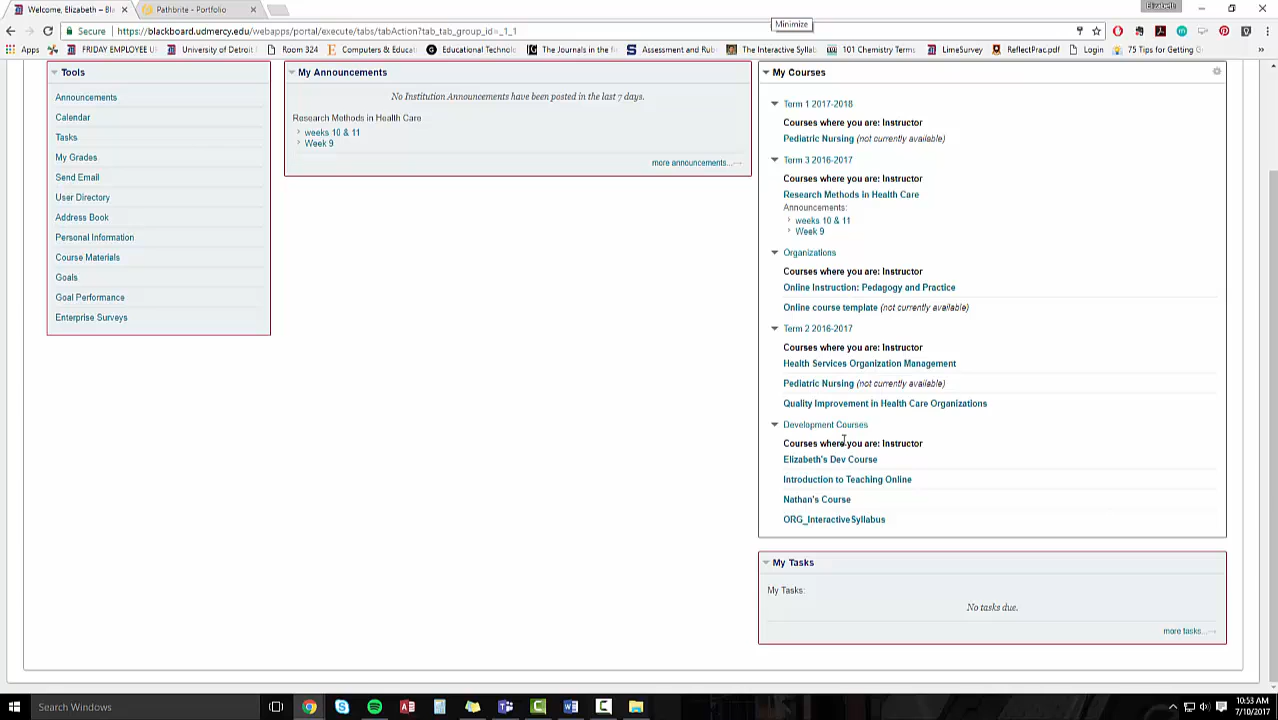 Welcome, Elizabeth – Bl
Pathbrite - Portfolio
Elizabeth
Minimize
Secure
https://blackboard.udmercy.edu/webapps/portal/execute/tabs/tabAction?tab_tab_group_id=_1_1
Apps
FRIDAY EMPLOYEE U
University of Detroit
Room 324
Computers & Educat
Educational Technolo
The Journals in the f
Assessment and Rub
The Interactive Syllab
101 Chemistry Terms
LimeSurvey
ReflectPrac.pdf
Login
75 Tips for Getting G
Tools
Announcements
Calendar
Tasks
My Grades
Send Email
User Directory
Address Book
Personal Information
Course Materials
Goals
Goal Performance
Enterprise Surveys
My Announcements
No Institution Announcements have been posted in the last 7 days.
Research Methods in Health Care
weeks 10 & 11
Week 9
more announcements...
My Courses
Term 1 2017-2018
Courses where you are: Instructor
Pediatric Nursing (not currently available)
Term 3 2016-2017
Courses where you are: Instructor
Research Methods in Health Care
Announcements:
weeks 10 & 11
Week 9
Organizations
Courses where you are: Instructor
Online Instruction: Pedagogy and Practice
Online course template (not currently available)
Term 2 2016-2017
Courses where you are: Instructor
Health Services Organization Management
Pediatric Nursing (not currently available)
Quality Improvement in Health Care Organizations
Development Courses
Courses where you are: Instructor
Elizabeth's Dev Course
Introduction to Teaching Online
Nathan's Course
ORG_InteractiveSyllabus
My Tasks
My Tasks:
No tasks due.
more tasks...
Search Windows
10:53 AM
7/10/2017